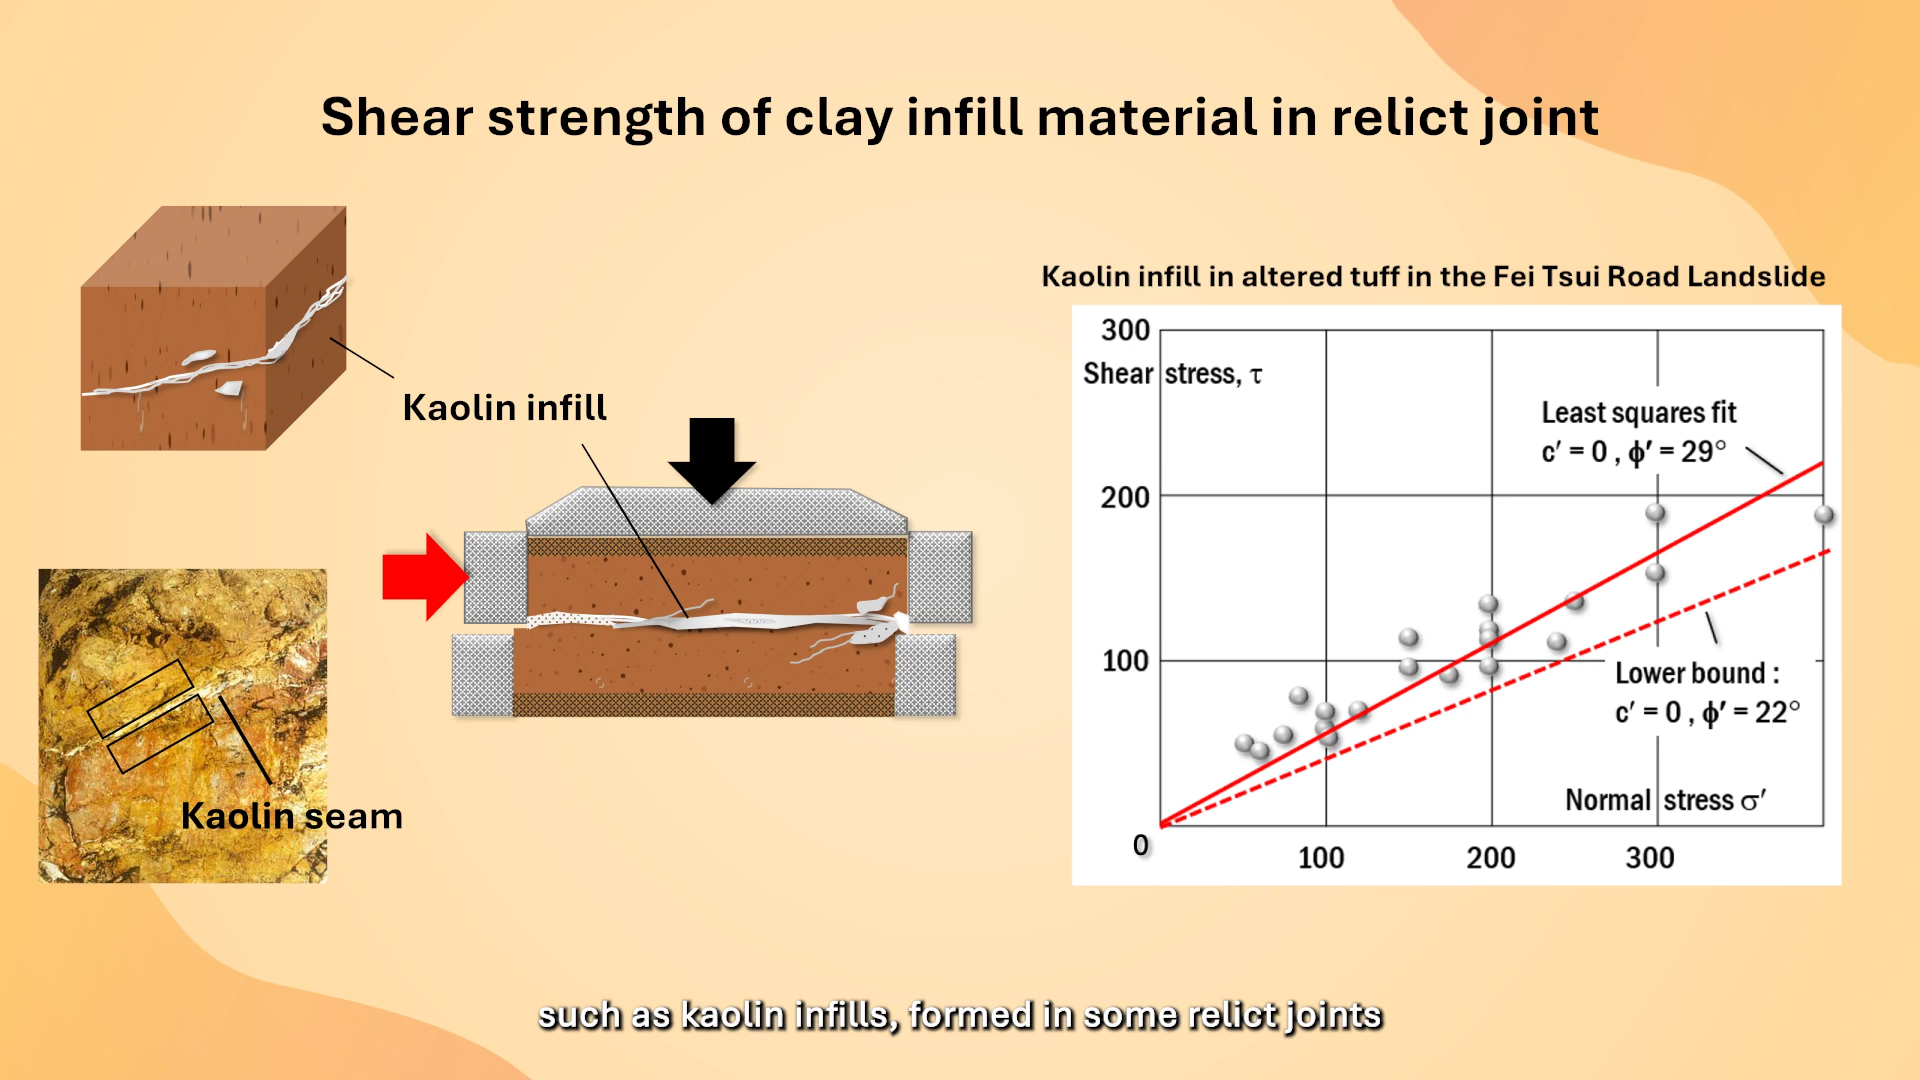 Shear strength of clay infill material in relict joint
Kaolin infill
Kaolin seam
Kaolin infill in altered tuff in the Fei Tsui Road Landslide
300
Shear stress, τ
Least squares fit
c′ = 0 , ϕ′ = 29°
200
100
Lower bound :
c′ = 0 , ϕ′ = 22°
Normal stress σ′
0
100 200 300
such as kaolin infills, formed in some relict joints